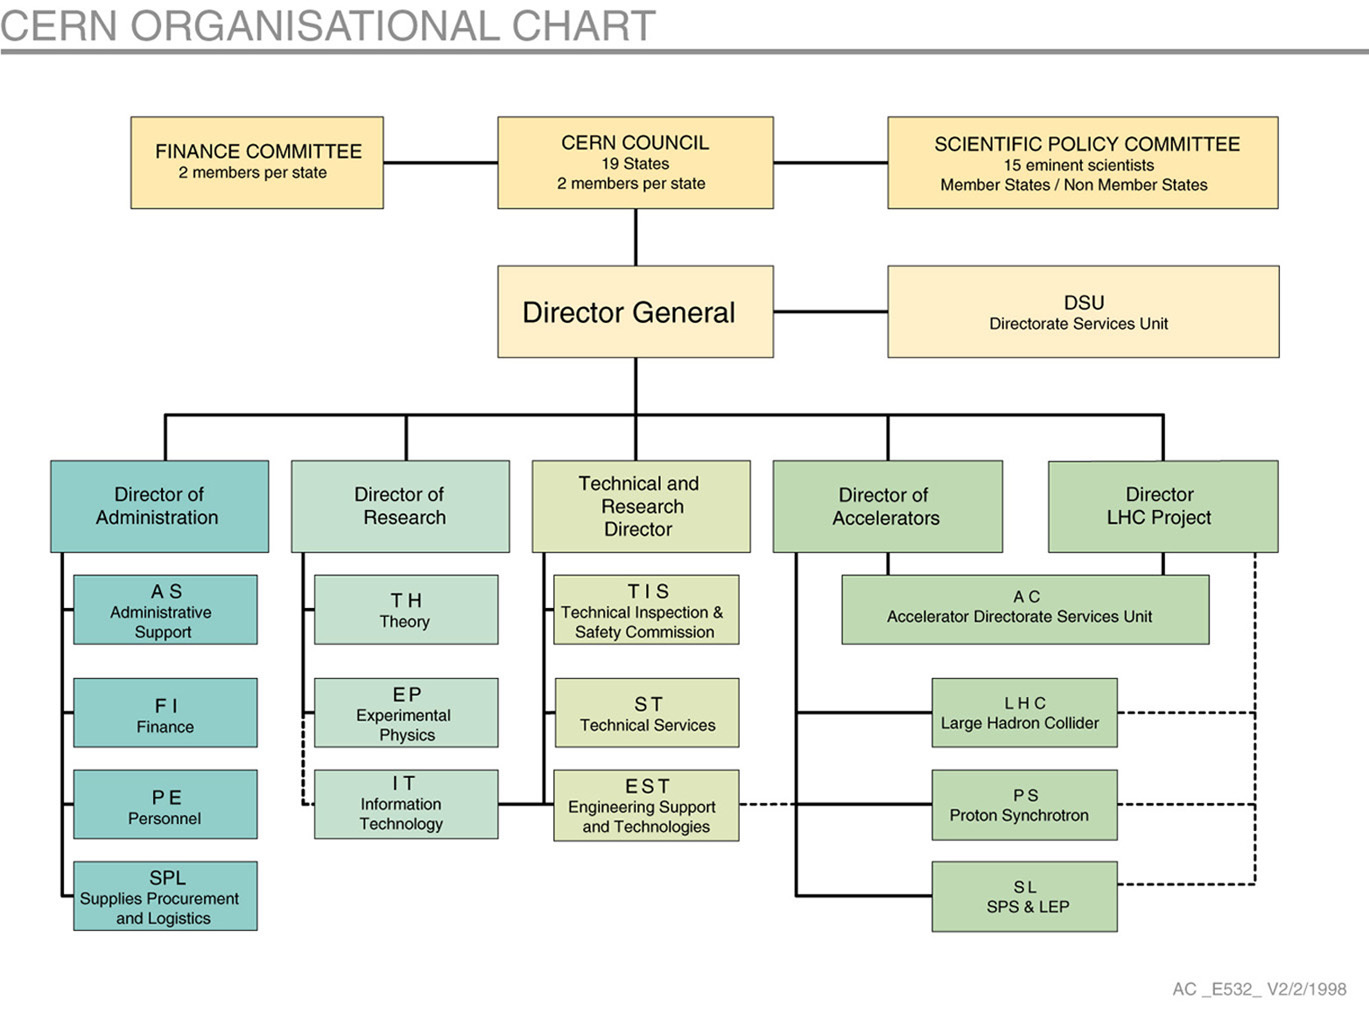 CERN ORGANISATIONAL CHART
FINANCE COMMITTEE
2 members per state
CERN COUNCIL
19 States
2 members per state
SCIENTIFIC POLICY COMMITTEE
15 eminent scientists
Member States / Non Member States
Director General
DSU
Directorate Services Unit
Director of
Administration
Director of
Research
Technical and
Research
Director
Director of
Accelerators
Director
LHC Project
A S
Administrative
Support
F I
Finance
P E
Personnel
SPL
Supplies Procurement
and Logistics
T H
Theory
E P
Experimental
Physics
I T
Information
Technology
T I S
Technical Inspection &
Safety Commission
S T
Technical Services
E S T
Engineering Support
and Technologies
A C
Accelerator Directorate Services Unit
L H C
Large Hadron Collider
P S
Proton Synchrotron
S L
SPS & LEP
AC _E532_ V2/2/1998